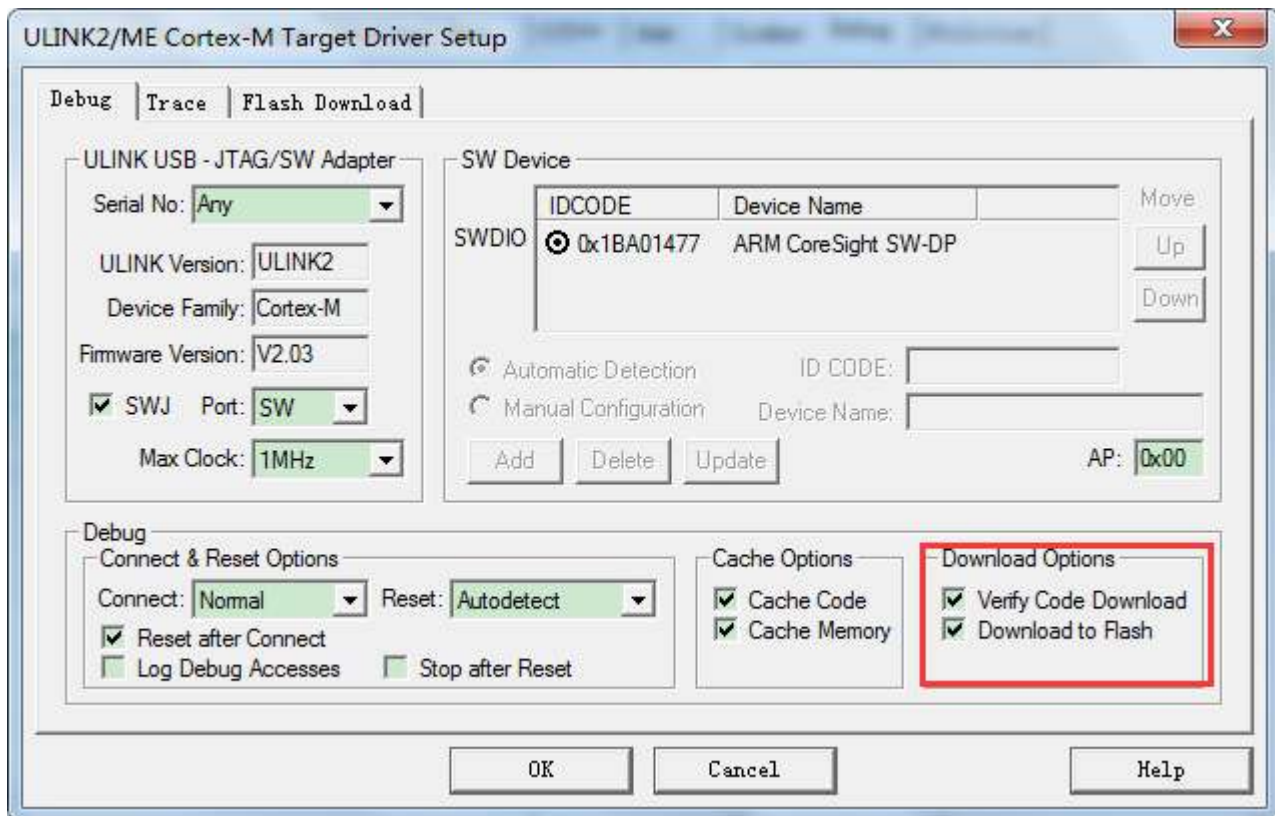 ULINK2/ME Cortex-M Target Driver Setup
Debug Trace Flash Download
ULINK USB - JTAG/SW Adapter
Serial No: Any
ULINK Version: ULINK2
Device Family: Cortex-M
Firmware Version: V2.03
SWJ Port: SW
Max Clock: 1MHz
SW Device
IDCODE Device Name
SWDIO 0x1BA01477 ARM CoreSight SW-DP
Move
Up
Down
Automatic Detection ID CODE:
Manual Configuration Device Name:
Add Delete Update AP: 0x00
Debug
Connect & Reset Options
Connect: Normal Reset: Autodetect
Reset after Connect
Log Debug Accesses Stop after Reset
Cache Options
Cache Code
Cache Memory
Download Options
Verify Code Download
Download to Flash
OK Cancel Help